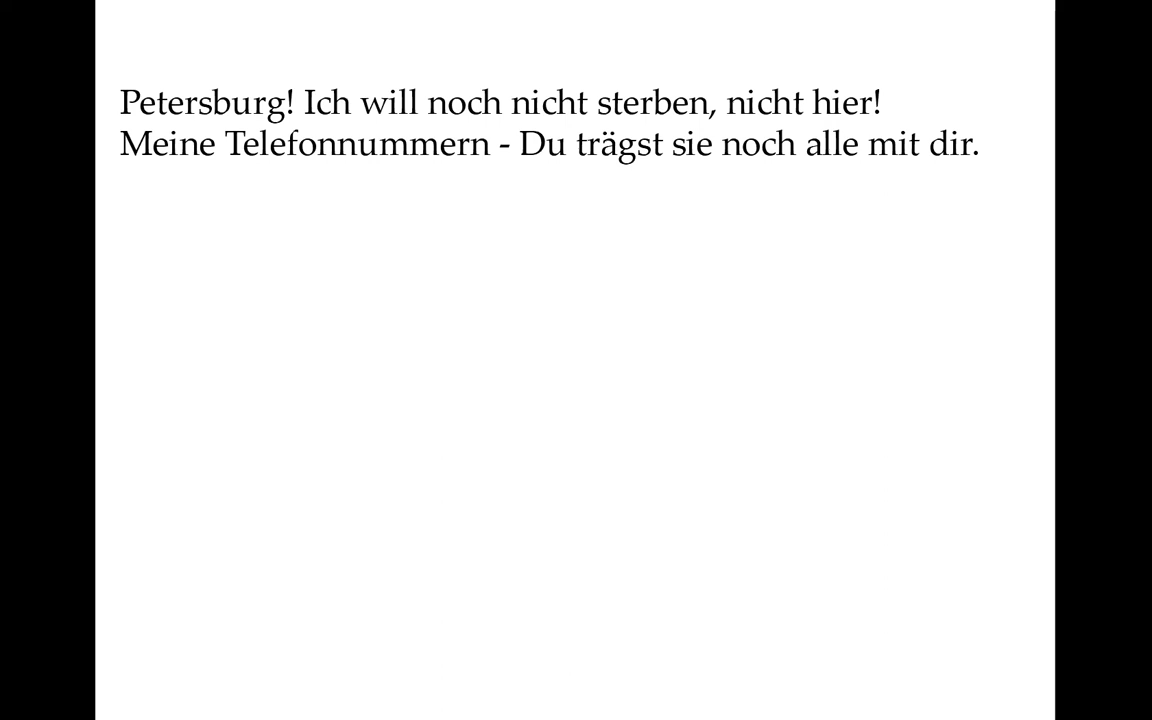 Petersburg! Ich will noch nicht sterben, nicht hier!
Meine Telefonnummern - Du trägst sie noch alle mit dir.